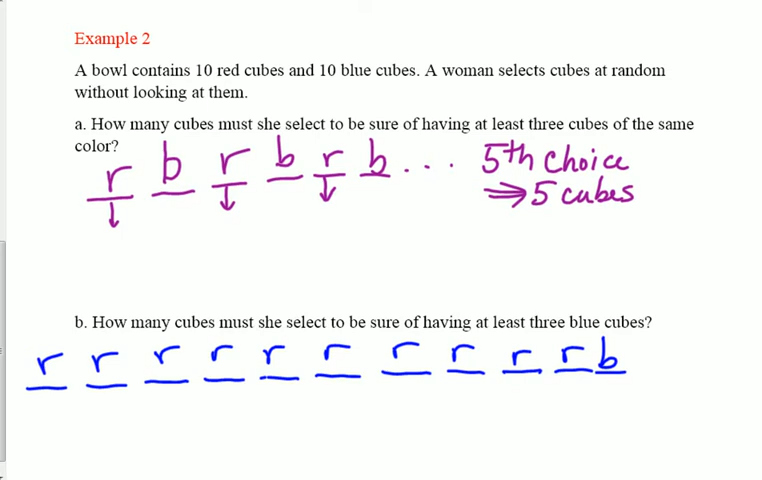 Example 2
A bowl contains 10 red cubes and 10 blue cubes. A woman selects cubes at random
without looking at them.
a. How many cubes must she select to be sure of having at least three cubes of the same
color?
r b r b r b ... 5th choice
⇒ 5 cubes
b. How many cubes must she select to be sure of having at least three blue cubes?
r r r r r r r r r r b